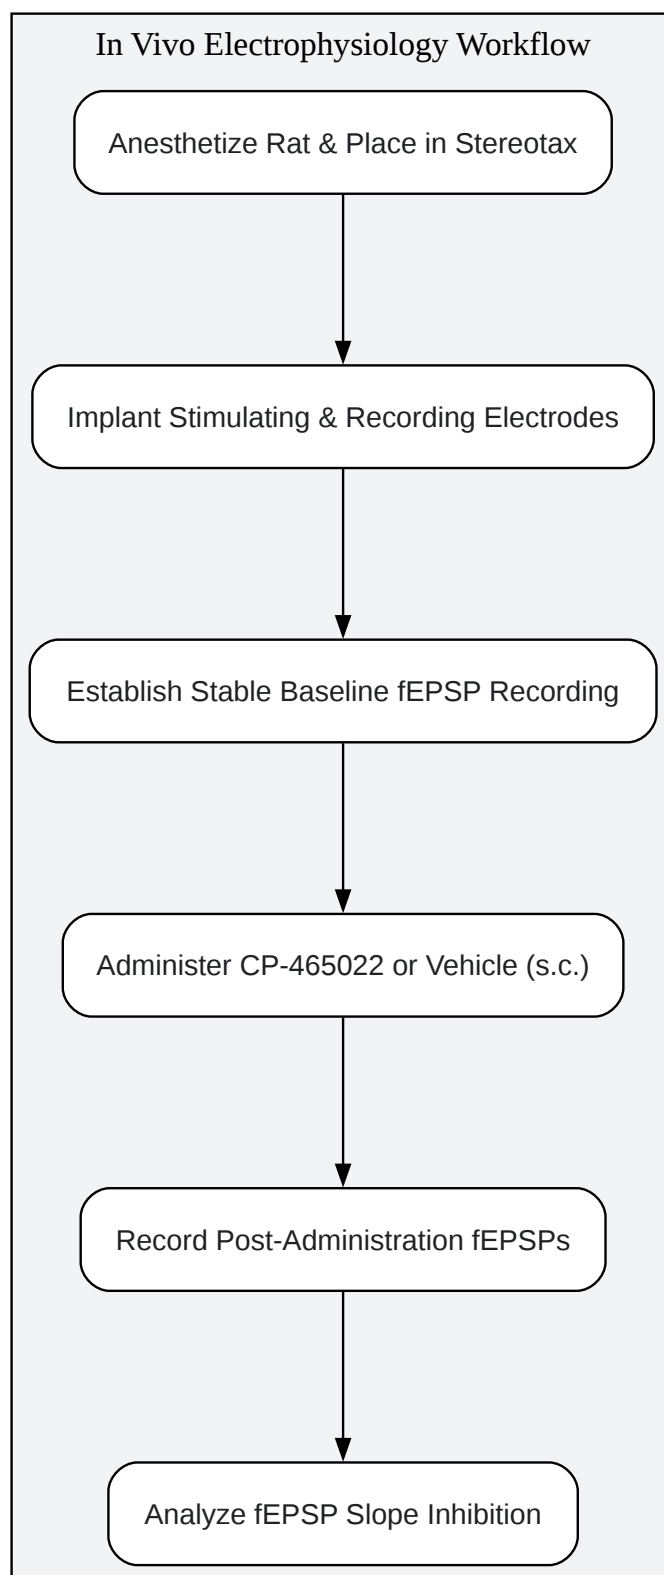 In Vivo Electrophysiology Workflow
Anesthetize Rat & Place in Stereotax
Implant Stimulating & Recording Electrodes
Establish Stable Baseline fEPSP Recording
Administer CP-465022 or Vehicle (s.c.)
Record Post-Administration fEPSPs
Analyze fEPSP Slope Inhibition